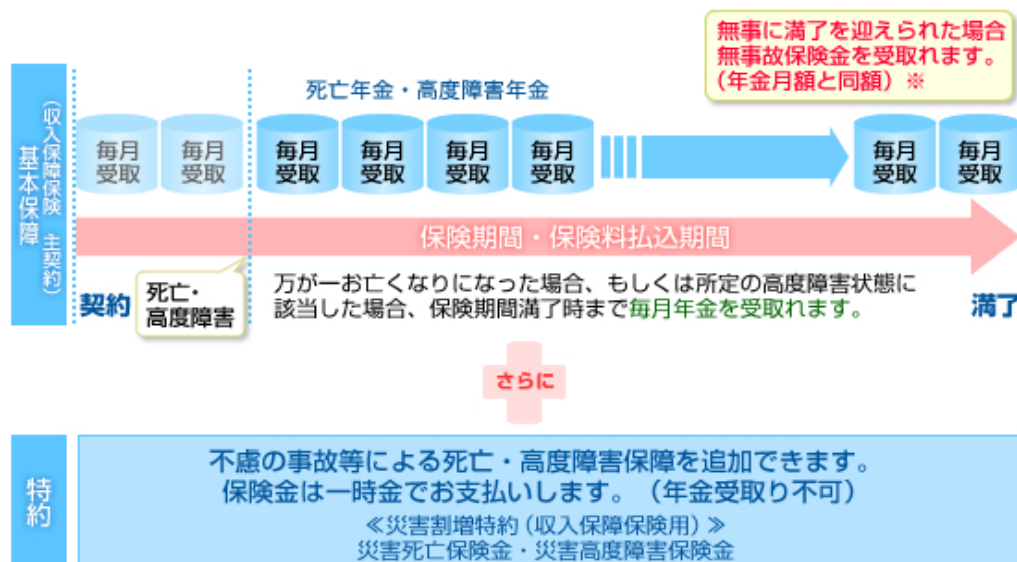 無事に満了を迎えられた場合
無事故保険金を受取れます。
（年金月額と同額）※
死亡年金・高度障害年金
基本保障
（収入保障保険 主契約）
毎月
受取
毎月
受取
毎月
受取
毎月
受取
毎月
受取
毎月
受取
毎月
受取
毎月
受取
保険期間・保険料払込期間
契約
死亡・
高度障害
万が一お亡くなりになった場合、もしくは所定の高度障害状態に
該当した場合、保険期間満了時まで毎月年金を受取れます。
満了
さらに
特約
不慮の事故等による死亡・高度障害保障を追加できます。
保険金は一時金でお支払いします。（年金受取り不可）
≪災害割増特約（収入保障保険用）≫
災害死亡保険金・災害高度障害保険金